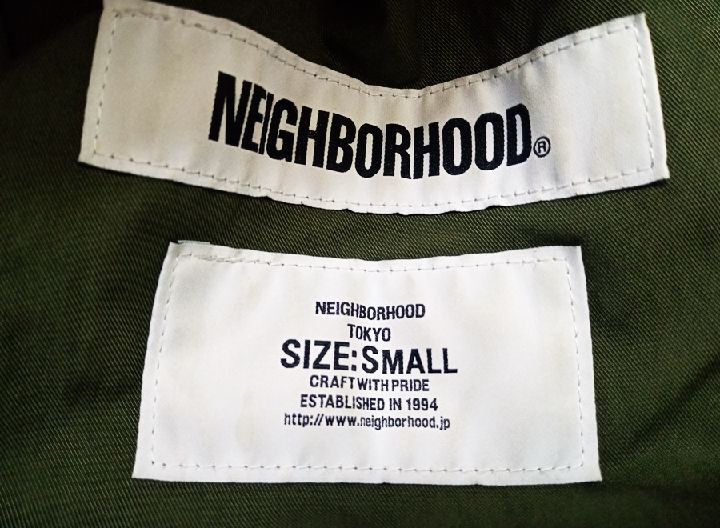 NEIGHBORHOOD®
NEIGHBORHOOD
TOKYO
SIZE:SMALL
CRAFT WITH PRIDE
ESTABLISHED IN 1994
http://www.neighborhood.jp